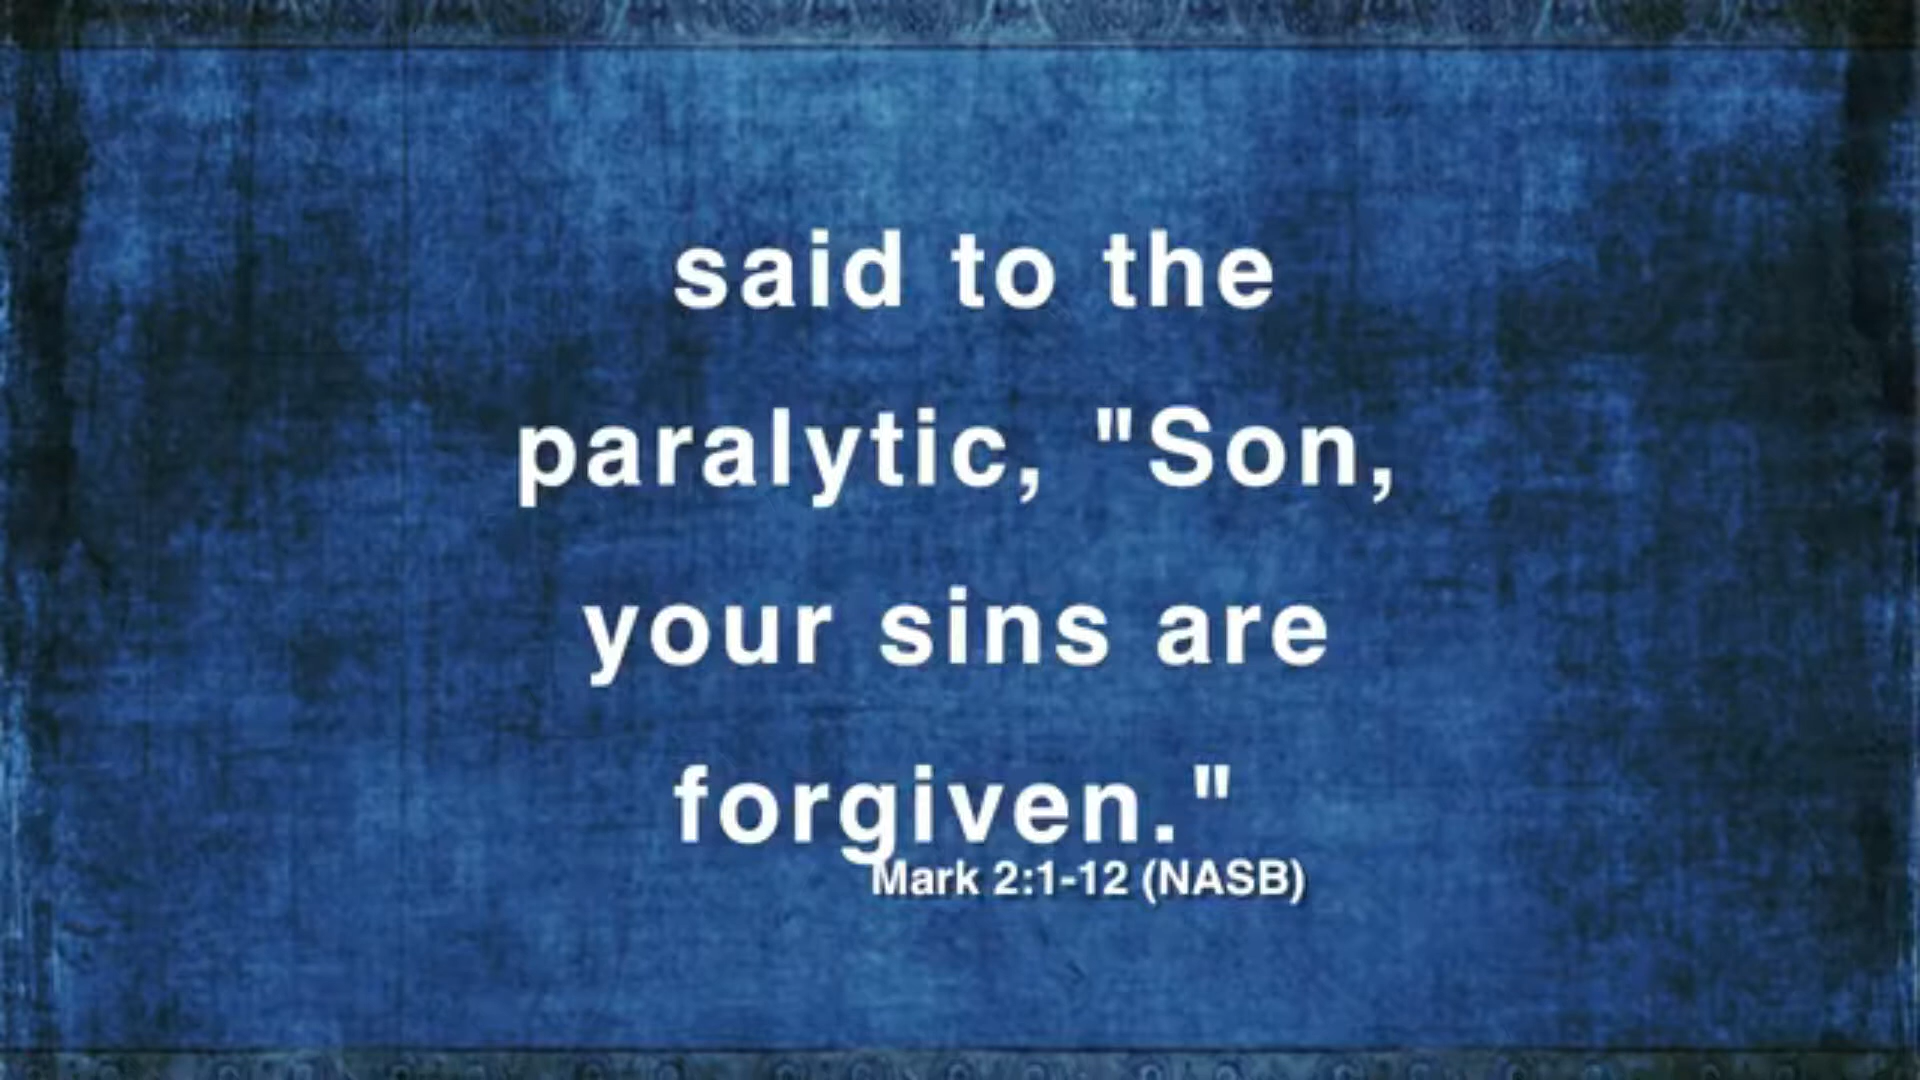 said to the
paralytic, "Son,
your sins are
forgiven."
Mark 2:1-12 (NASB)